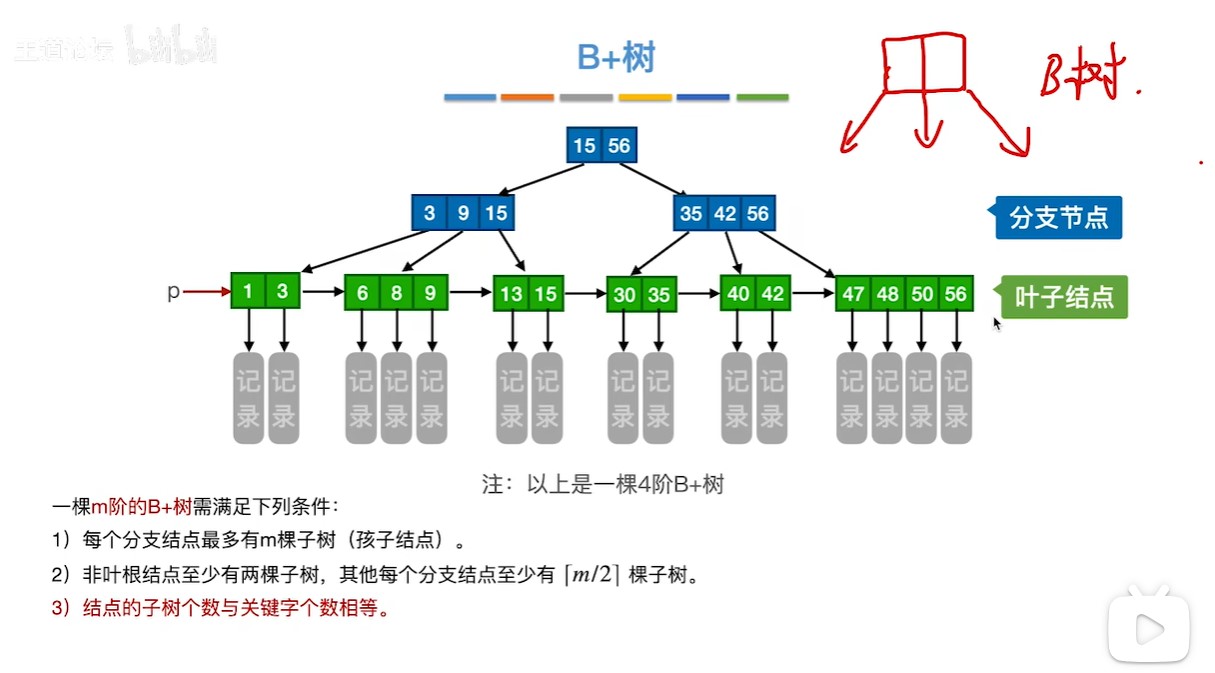 王道论坛 bilibili
B+树
B树.
15 56
3 9 15
35 42 56
分支节点
p
1 3
6 8 9
13 15
30 35
40 42
47 48 50 56
叶子结点
记录 记录 记录 记录 记录 记录 记录 记录 记录 记录 记录 记录 记录 记录 记录
注：以上是一棵4阶B+树
一棵m阶的B+树需满足下列条件：
1）每个分支结点最多有m棵子树（孩子结点）。
2）非叶根结点至少有两棵子树，其他每个分支结点至少有 ⌈m/2⌉ 棵子树。
3）结点的子树个数与关键字个数相等。